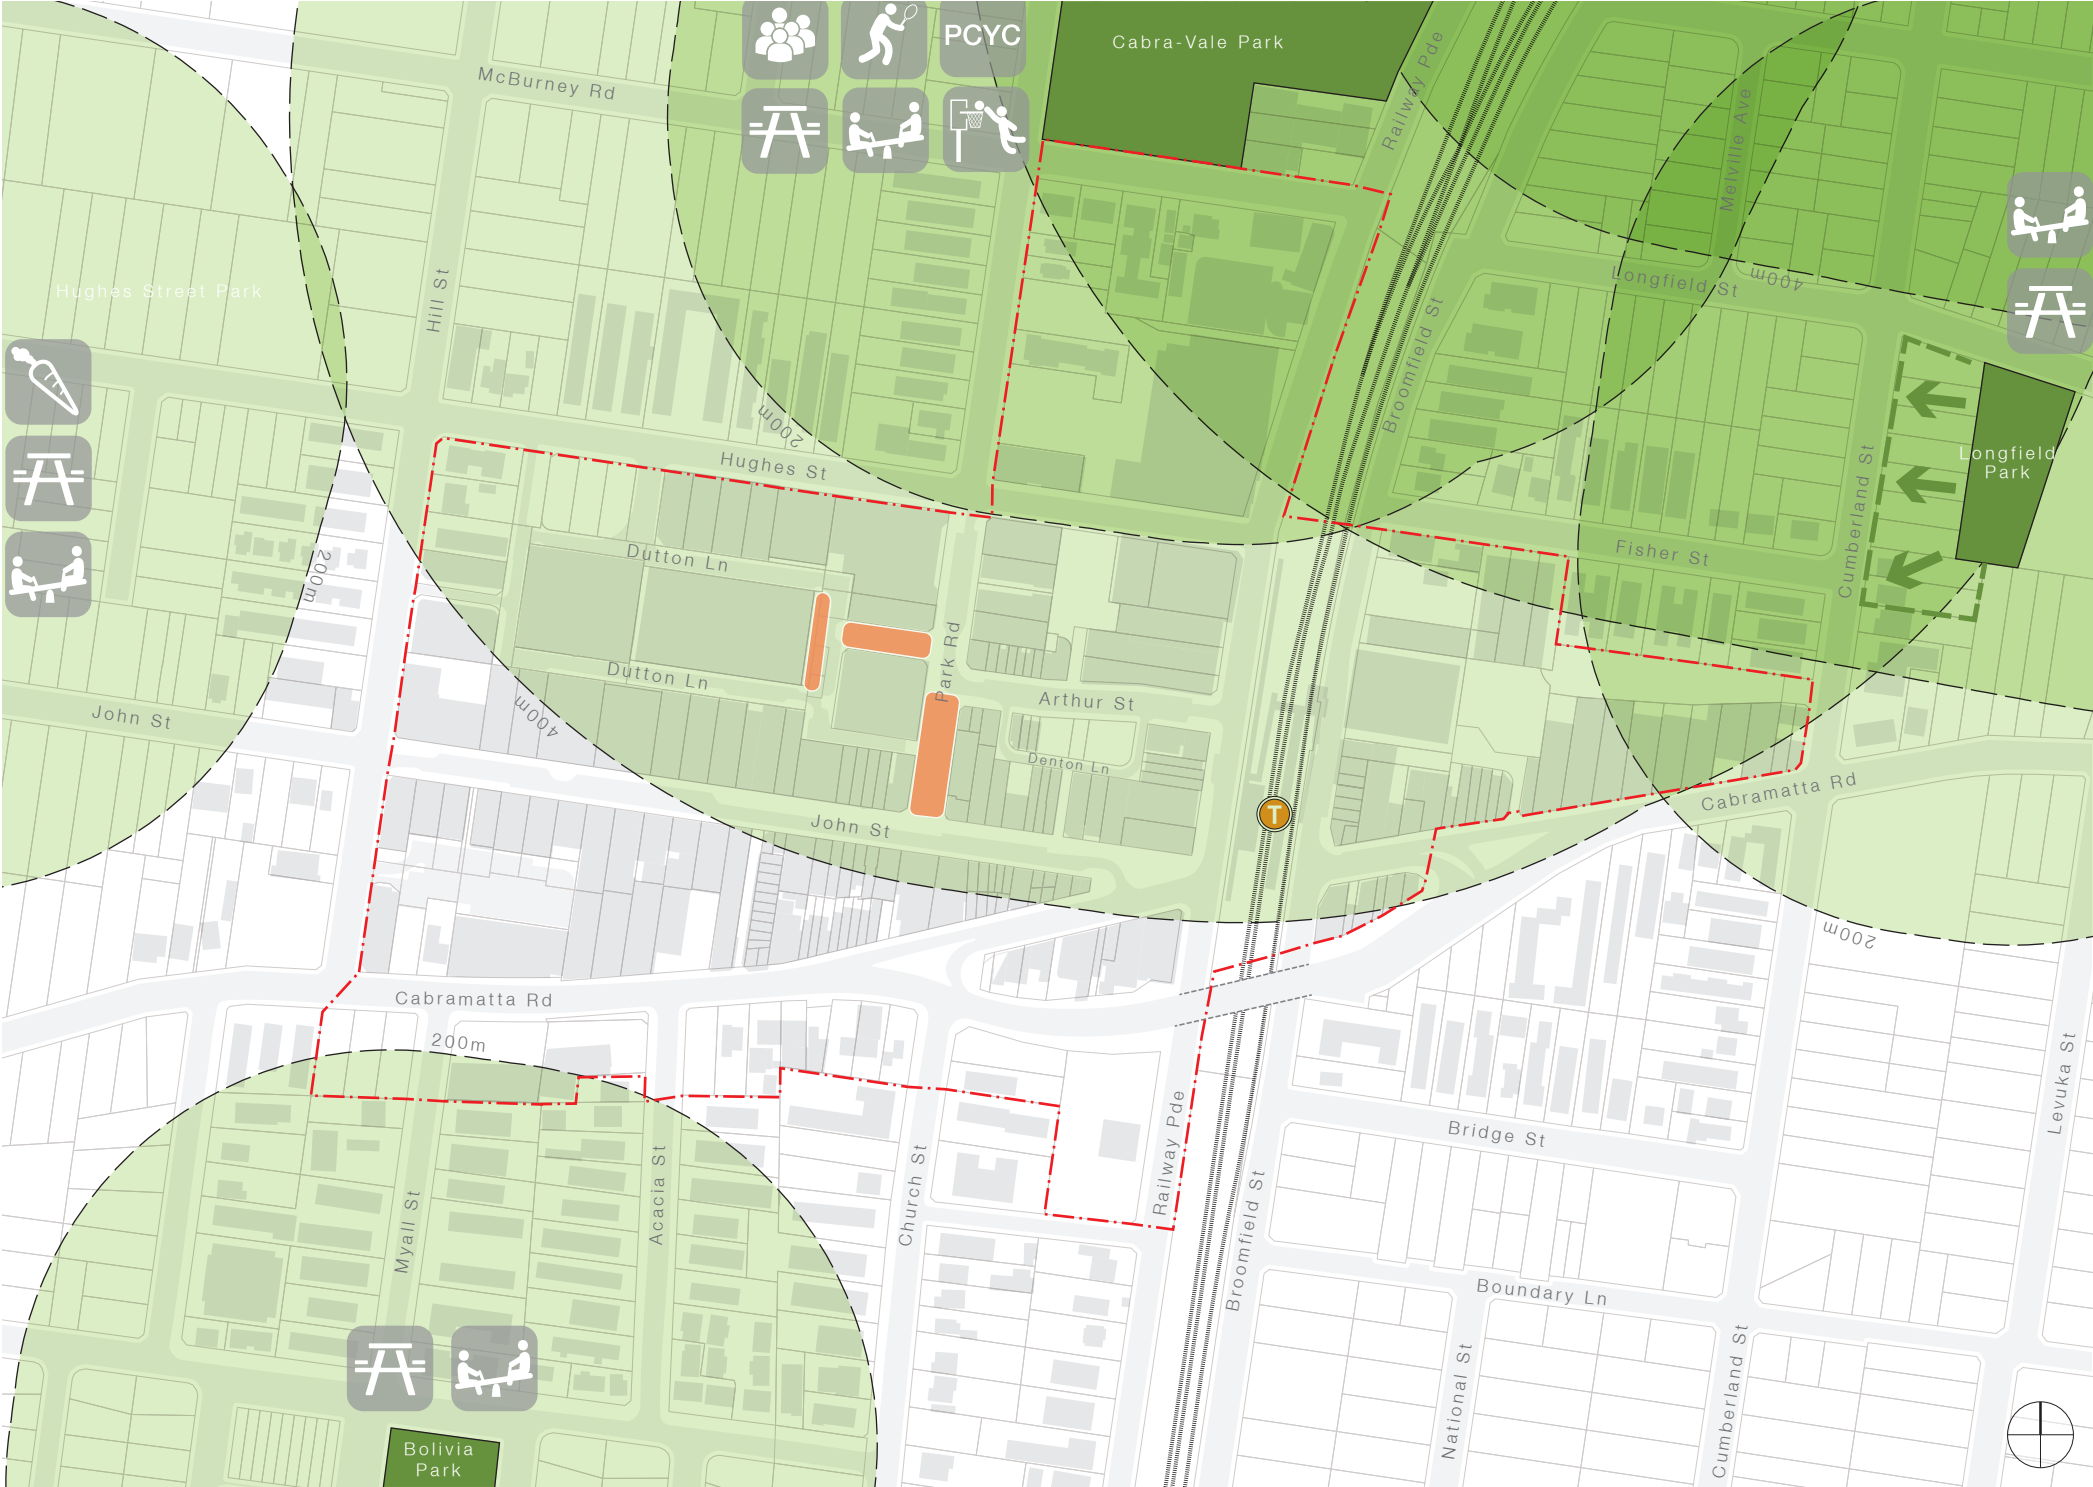 PCYC
Cabra-Vale Park
Railway Pde
McBurney Rd
Melville Ave
Hughes Street Park
Hill St
Longfield St
400m
Broomfield St
200m
Hughes St
Longfield
Park
Cumberland St
Fisher St
Dutton Ln
200m
Park Rd
Dutton Ln
Arthur St
400m
John St
Denton Ln
Cabramatta Rd
T
John St
200m
Cabramatta Rd
200m
Levuka St
Bridge St
Railway Pde
Church St
Acacia St
Myall St
Broomfield St
Boundary Ln
National St
Cumberland St
Bolivia
Park